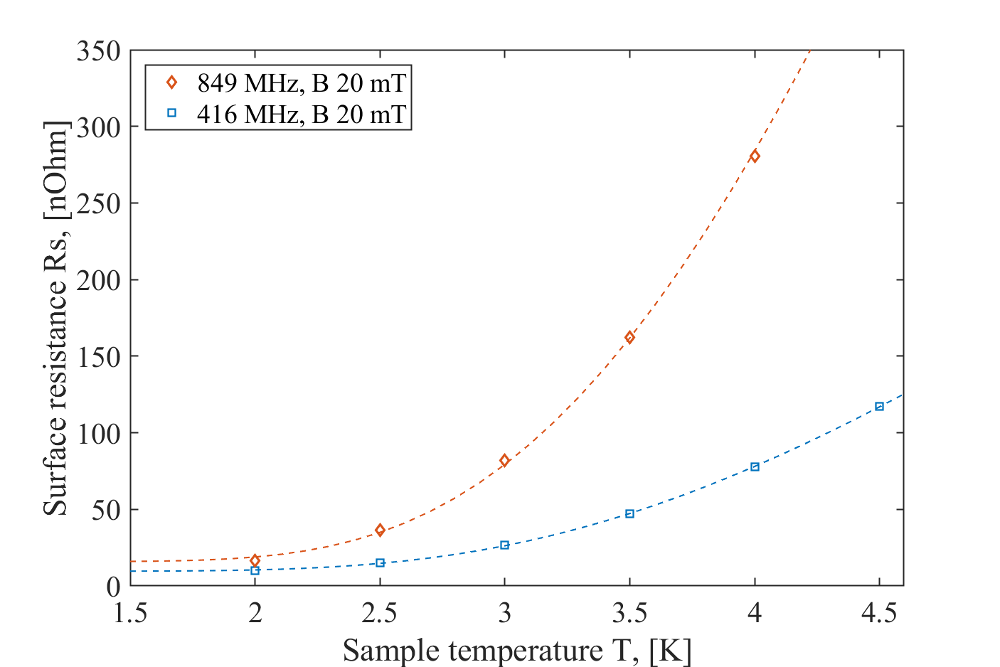 849 MHz, B 20 mT
416 MHz, B 20 mT
Surface resistance Rs, [nOhm]
350
300
250
200
150
100
50
0
1.5 2 2.5 3 3.5 4 4.5
Sample temperature T, [K]